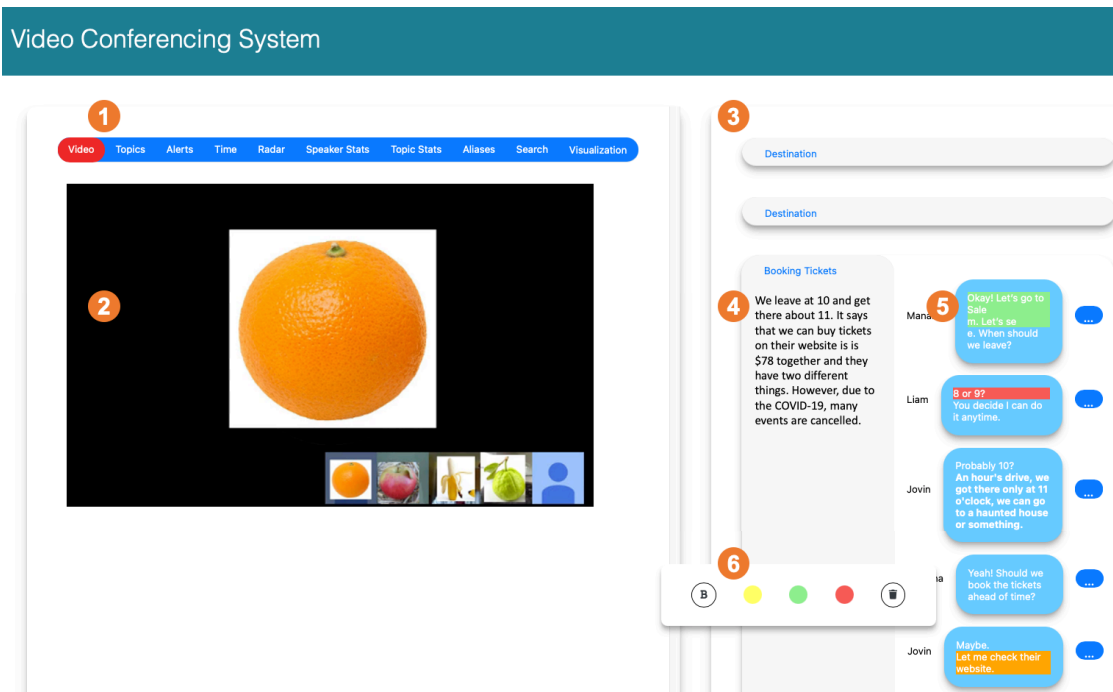 Video Conferencing System
1
Video Topics Alerts Time Radar Speaker Stats Topic Stats Aliases Search Visualization
2
3
Destination
Destination
Booking Tickets
4
We leave at 10 and get
there about 11. It says
that we can buy tickets
on their website is is
$78 together and they
have two different
things. However, due to
the COVID-19, many
events are cancelled.
Mana
5
Okay! Let's go to
Sale
m. Let's se
e. When should
we leave?
...
Liam
8 or 9?
You decide I can do
it anytime.
...
Jovin
Probably 10?
An hour's drive, we
got there only at 11
o'clock, we can go
to a haunted house
or something.
...
6
B
na
Yeah! Should we
book the tickets
ahead of time?
...
Jovin
Maybe.
Let me check their
website.
...